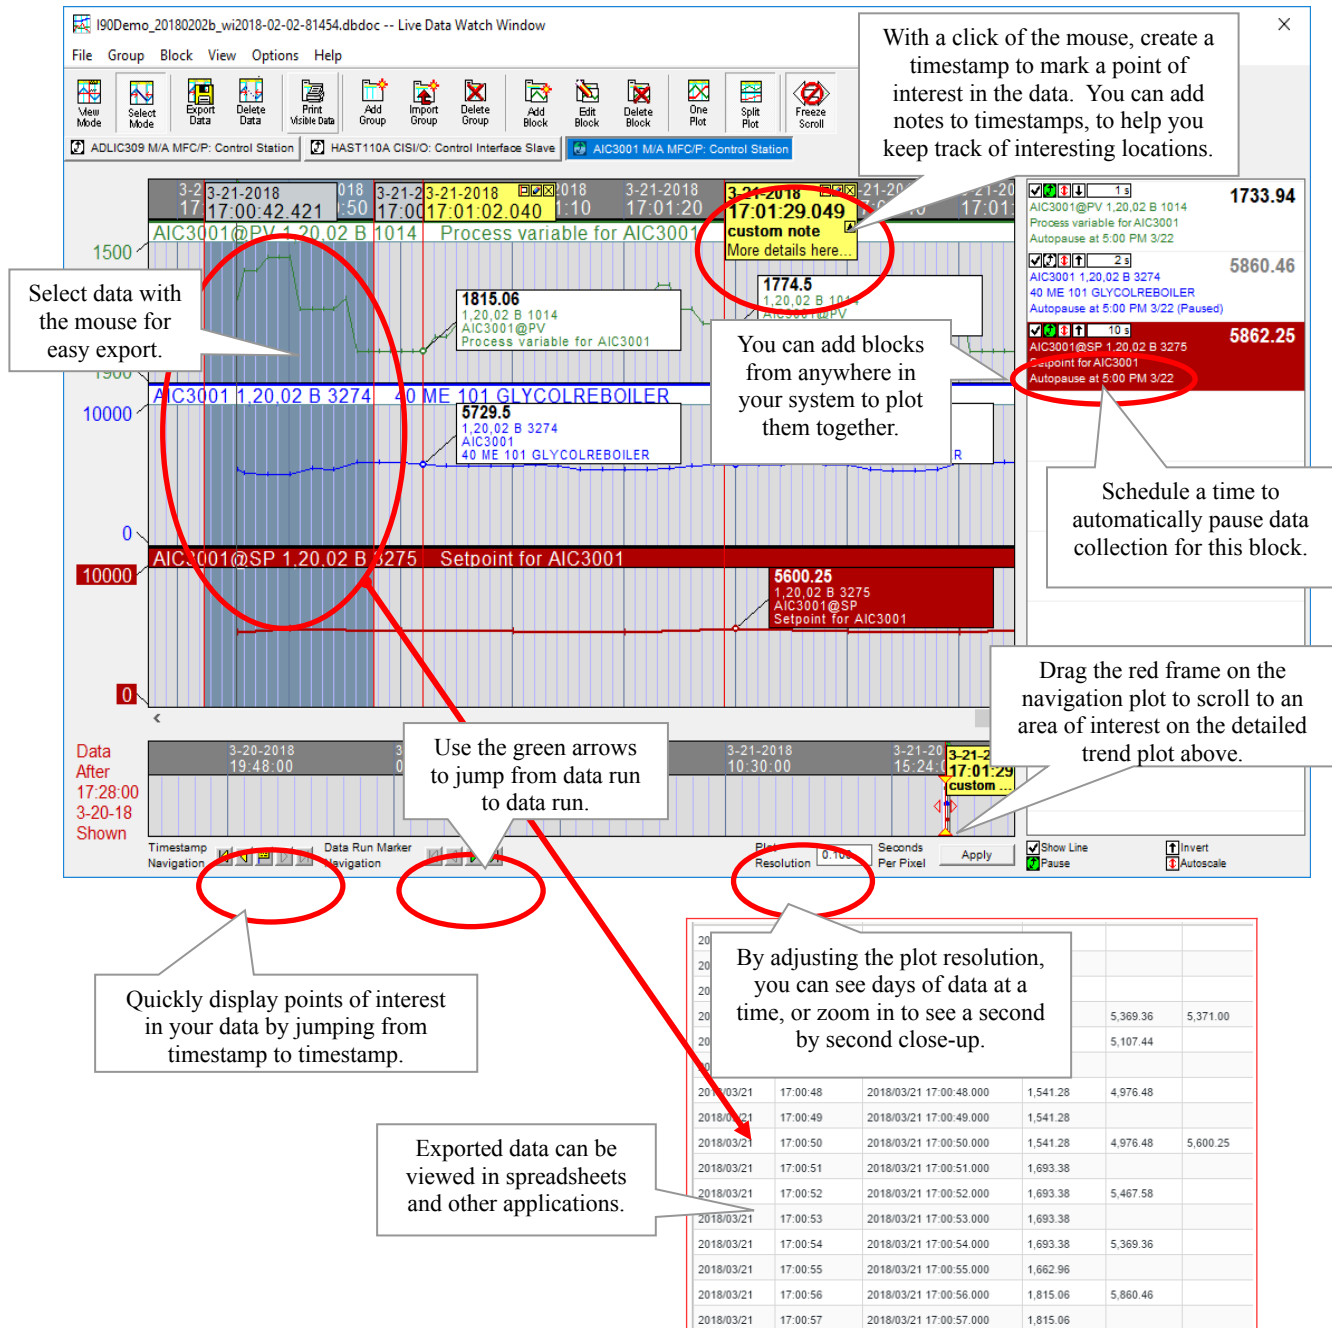 I90Demo_20180202b_wi2018-02-02-81454.dbdoc -- Live Data Watch Window
File Group Block View Options Help
View Mode
Select Mode
Export Data
Delete Data
Print Visible Data
Add Group
Import Group
Delete Group
Add Block
Edit Block
Delete Block
One Plot
Split Plot
Freeze Scroll
With a click of the mouse, create a
timestamp to mark a point of
interest in the data. You can add
notes to timestamps, to help you
keep track of interesting locations.
ADLIC309 M/A MFC/P: Control Station
HAST110A CISI/O: Control Interface Slave
AIC3001 M/A MFC/P: Control Station
3-21-2018
17:00:42.421
3-21-2018
17:01:02.040
3-21-2018
17:01:20
3-21-2018
17:01:29.049
custom note
More details here...
AIC3001@PV 1,20,02 B 1014 Process variable for AIC3001
1500
1815.06
1,20,02 B 1014
AIC3001@PV
Process variable for AIC3001
1774.5
1,20,02 B 1014
AIC3001@PV
Select data with
the mouse for
easy export.
You can add blocks
from anywhere in
your system to plot
them together.
AIC3001 1,20,02 B 3274 40 ME 101 GLYCOLREBOILER
10000
5729.5
1,20,02 B 3274
AIC3001
40 ME 101 GLYCOLREBOILER
R
0
AIC3001@SP 1,20,02 B 3275 Setpoint for AIC3001
10000
5600.25
1,20,02 B 3275
AIC3001@SP
Setpoint for AIC3001
0
1 s
1733.94
AIC3001@PV 1,20,02 B 1014
Process variable for AIC3001
Autopause at 5:00 PM 3/22
2 s
5860.46
AIC3001 1,20,02 B 3274
40 ME 101 GLYCOLREBOILER
Autopause at 5:00 PM 3/22 (Paused)
10 s
5862.25
AIC3001@SP 1,20,02 B 3275
Setpoint for AIC3001
Autopause at 5:00 PM 3/22
Schedule a time to
automatically pause data
collection for this block.
Drag the red frame on the
navigation plot to scroll to an
area of interest on the detailed
trend plot above.
Use the green arrows
to jump from data run
to data run.
Data
After
17:28:00
3-20-18
Shown
3-20-2018
19:48:00
3-21-2018
10:30:00
3-21-20
15:24:
3-21-2
17:01:29
custom ...
Timestamp
Navigation
Data Run Marker
Navigation
Plot
Resolution
0.100
Seconds
Per Pixel
Apply
Show Line
Pause
Invert
Autoscale
Quickly display points of interest
in your data by jumping from
timestamp to timestamp.
By adjusting the plot resolution,
you can see days of data at a
time, or zoom in to see a second
by second close-up.
Exported data can be
viewed in spreadsheets
and other applications.
5,369.36 5,371.00
5,107.44
2018/03/21 17:00:48 2018/03/21 17:00:48.000 1,541.28 4,976.48
2018/03/21 17:00:49 2018/03/21 17:00:49.000 1,541.28
2018/03/21 17:00:50 2018/03/21 17:00:50.000 1,541.28 4,976.48 5,600.25
2018/03/21 17:00:51 2018/03/21 17:00:51.000 1,693.38
2018/03/21 17:00:52 2018/03/21 17:00:52.000 1,693.38 5,467.58
2018/03/21 17:00:53 2018/03/21 17:00:53.000 1,693.38
2018/03/21 17:00:54 2018/03/21 17:00:54.000 1,693.38 5,369.36
2018/03/21 17:00:55 2018/03/21 17:00:55.000 1,662.96
2018/03/21 17:00:56 2018/03/21 17:00:56.000 1,815.06 5,860.46
2018/03/21 17:00:57 2018/03/21 17:00:57.000 1,815.06